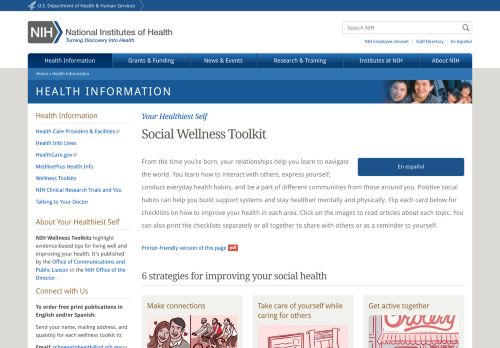 U.S. Department of Health & Human Services
NIH
National Institutes of Health
Turning Discovery Into Health
Search NIH
NIH Employee Intranet
Staff Directory
En Español
Health Information
Grants & Funding
News & Events
Research & Training
Institutes at NIH
About NIH
Home » Health Information
HEALTH INFORMATION
Health Information
Health Care Providers & Facilities
Health Info Lines
HealthCare.gov
MedlinePlus Health Info
Wellness Toolkits
NIH Clinical Research Trials and You
Talking to Your Doctor
About Your Healthiest Self
NIH Wellness Toolkits highlight
evidence-based tips for living well and
improving your health. It's published
by the Office of Communications and
Public Liaison in the NIH Office of the
Director.
Connect with Us
To order free print publications in
English and/or Spanish:
Send your name, mailing address, and
quantity for each wellness toolkit to:
Your Healthiest Self
Social Wellness Toolkit
En español
From the time you're born, your relationships help you learn to navigate
the world. You learn how to interact with others, express yourself,
conduct everyday health habits, and be a part of different communities from those around you. Positive social
habits can help you build support systems and stay healthier mentally and physically. Flip each card below for
checklists on how to improve your health in each area. Click on the images to read articles about each topic. You
can also print the checklists separately or all together to share with others or as a reminder to yourself.
Printer-friendly version of this page
pdf
6 strategies for improving your social health
Make connections
Take care of yourself while
caring for others
Get active together
Grocery